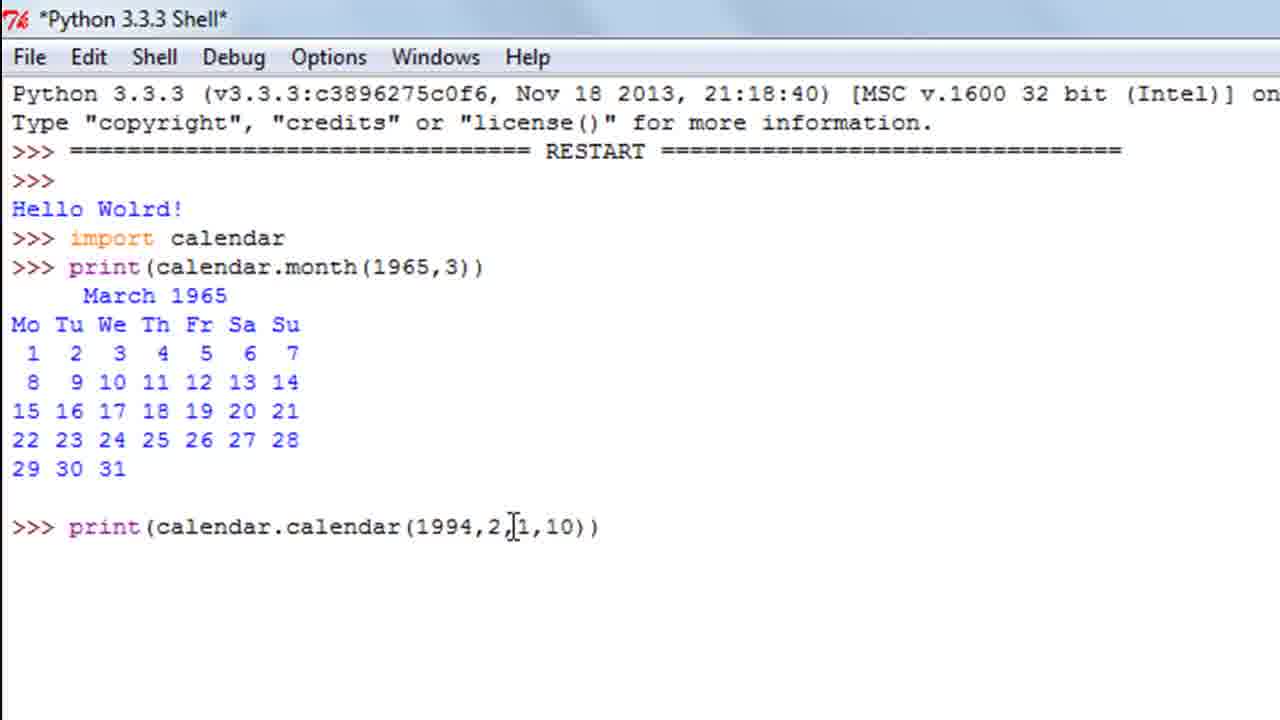 *Python 3.3.3 Shell*
File Edit Shell Debug Options Windows Help
Python 3.3.3 (v3.3.3:c3896275c0f6, Nov 18 2013, 21:18:40) [MSC v.1600 32 bit (Intel)] on
Type "copyright", "credits" or "license()" for more information.
>>> ================================ RESTART ================================
>>>
Hello Wolrd!
>>> import calendar
>>> print(calendar.month(1965,3))
     March 1965
Mo Tu We Th Fr Sa Su
 1  2  3  4  5  6  7
 8  9 10 11 12 13 14
15 16 17 18 19 20 21
22 23 24 25 26 27 28
29 30 31
>>> print(calendar.calendar(1994,2,1,10))